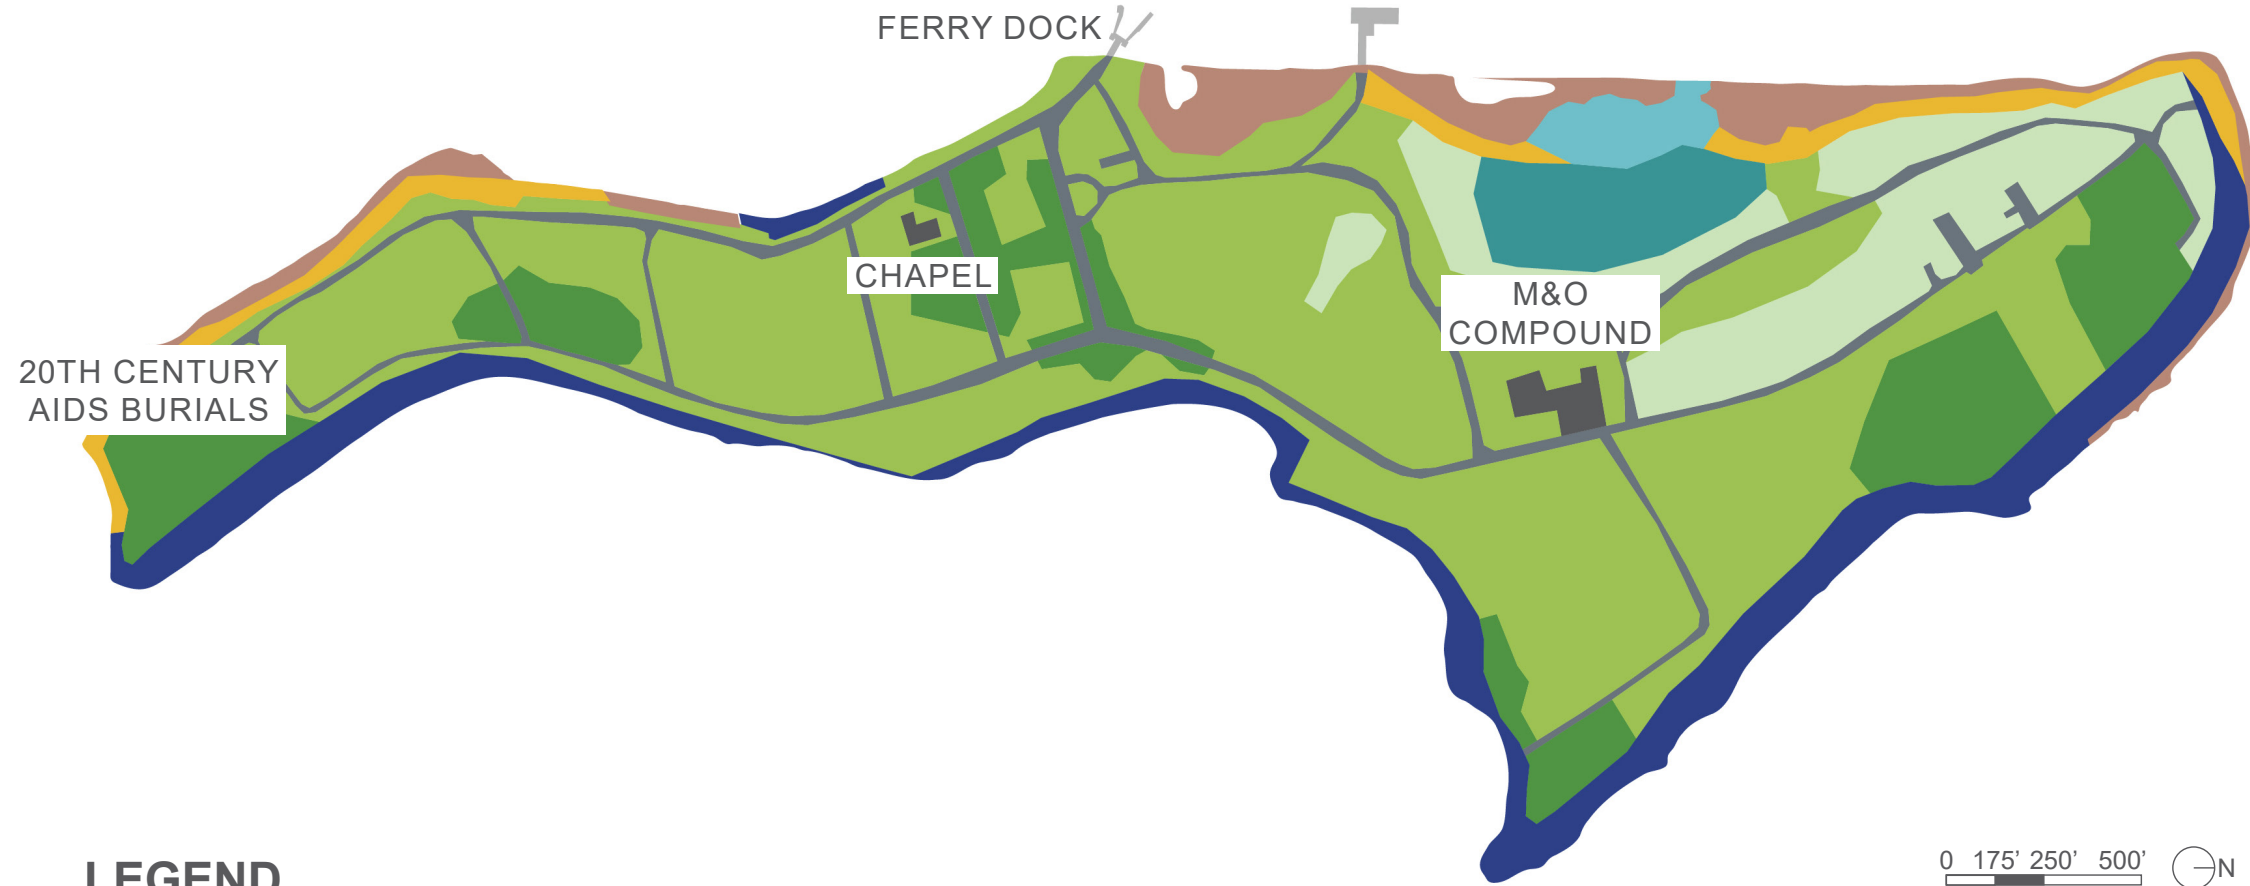 FERRY DOCK
CHAPEL
M&O
COMPOUND
20TH CENTURY
AIDS BURIALS
LEGEND
0 175' 250' 500'
N